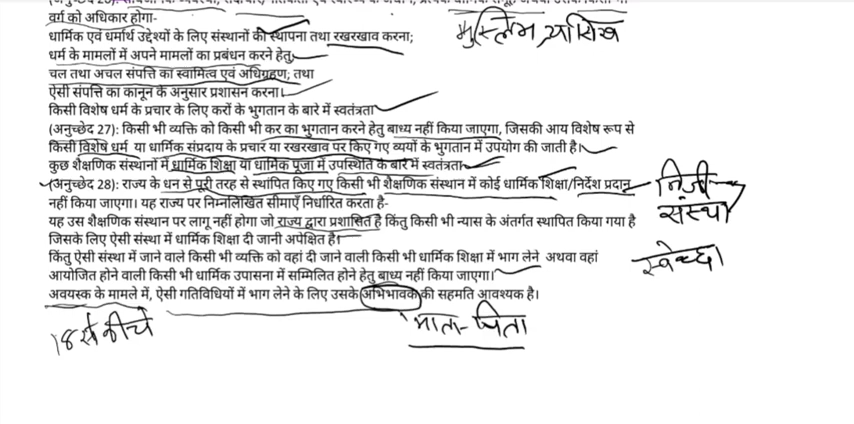 वर्ग को अधिकार होगा-
धार्मिक एवं धर्मार्थ उद्देश्यों के लिए संस्थानों की स्थापना तथा रखरखाव करना;
मुस्लिम
धर्म के मामलों में अपने मामलों का प्रबंधन करने हेतु
चल तथा अचल संपत्ति का स्वामित्व एवं अधिग्रहण; तथा
ऐसी संपत्ति का कानून के अनुसार प्रशासन करना।
किसी विशेष धर्म के प्रचार के लिए करों के भुगतान के बारे में स्वतंत्रता
(अनुच्छेद 27): किसी भी व्यक्ति को किसी भी कर का भुगतान करने हेतु बाध्य नहीं किया जाएगा, जिसकी आय विशेष रूप से
किसी विशेष धर्म या धार्मिक संप्रदाय के प्रचार या रखरखाव पर किए गए व्ययों के भुगतान में उपयोग की जाती है।
कुछ शैक्षणिक संस्थानों में धार्मिक शिक्षा या धार्मिक पूजा में उपस्थिति के बारे में स्वतंत्रता
(अनुच्छेद 28): राज्य के धन से पूरी तरह से स्थापित किए गए किसी भी शैक्षणिक संस्थान में कोई धार्मिक शिक्षा/निर्देश प्रदान
निजी
नहीं किया जाएगा। यह राज्य पर निम्नलिखित सीमाएँ निर्धारित करता है-
संस्था
यह उस शैक्षणिक संस्थान पर लागू नहीं होगा जो राज्य द्वारा प्रशासित है किंतु किसी भी न्यास के अंतर्गत स्थापित किया गया है
जिसके लिए ऐसी संस्था में धार्मिक शिक्षा दी जानी अपेक्षित है।
किंतु ऐसी संस्था में जाने वाले किसी भी व्यक्ति को वहां दी जाने वाली किसी भी धार्मिक शिक्षा में भाग लेने अथवा वहां
स्वेच्छा
आयोजित होने वाली किसी भी धार्मिक उपासना में सम्मिलित होने हेतु बाध्य नहीं किया जाएगा।
अवयस्क के मामले में, ऐसी गतिविधियों में भाग लेने के लिए उसके अभिभावक की सहमति आवश्यक है।
18 से नीचे
माता-पिता